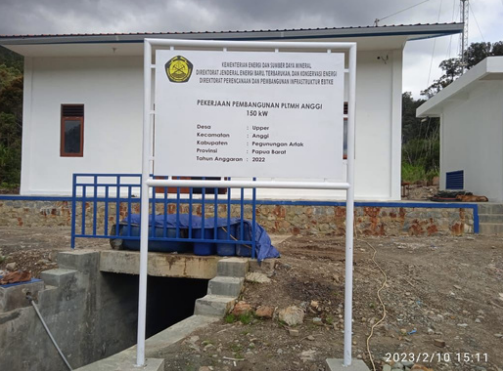 KEMENTERIAN ENERGI DAN SUMBER DAYA MINERAL
DIREKTORAT JENDERAL ENERGI BARU, TERBARUKAN, DAN KONSERVASI ENERGI
DIREKTORAT PERENCANAAN DAN PEMBANGUNAN INFRASTRUKTUR EBTKE
PEKERJAAN PEMBANGUNAN PLTMH ANGGI
150 kW
Desa : Upper
Kecamatan : Anggi
Kabupaten : Pegunungan Arfak
Provinsi : Papua Barat
Tahun Anggaran : 2022
2023/2/10 15:11